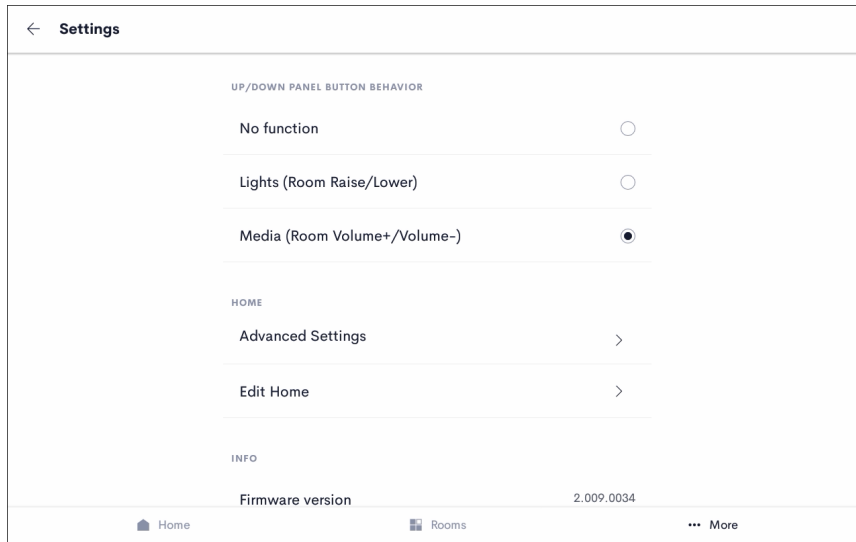 Settings
UP/DOWN PANEL BUTTON BEHAVIOR
No function
Lights (Room Raise/Lower)
Media (Room Volume+/Volume-)
HOME
Advanced Settings
Edit Home
INFO
Firmware version 2.009.0034
Home Rooms More